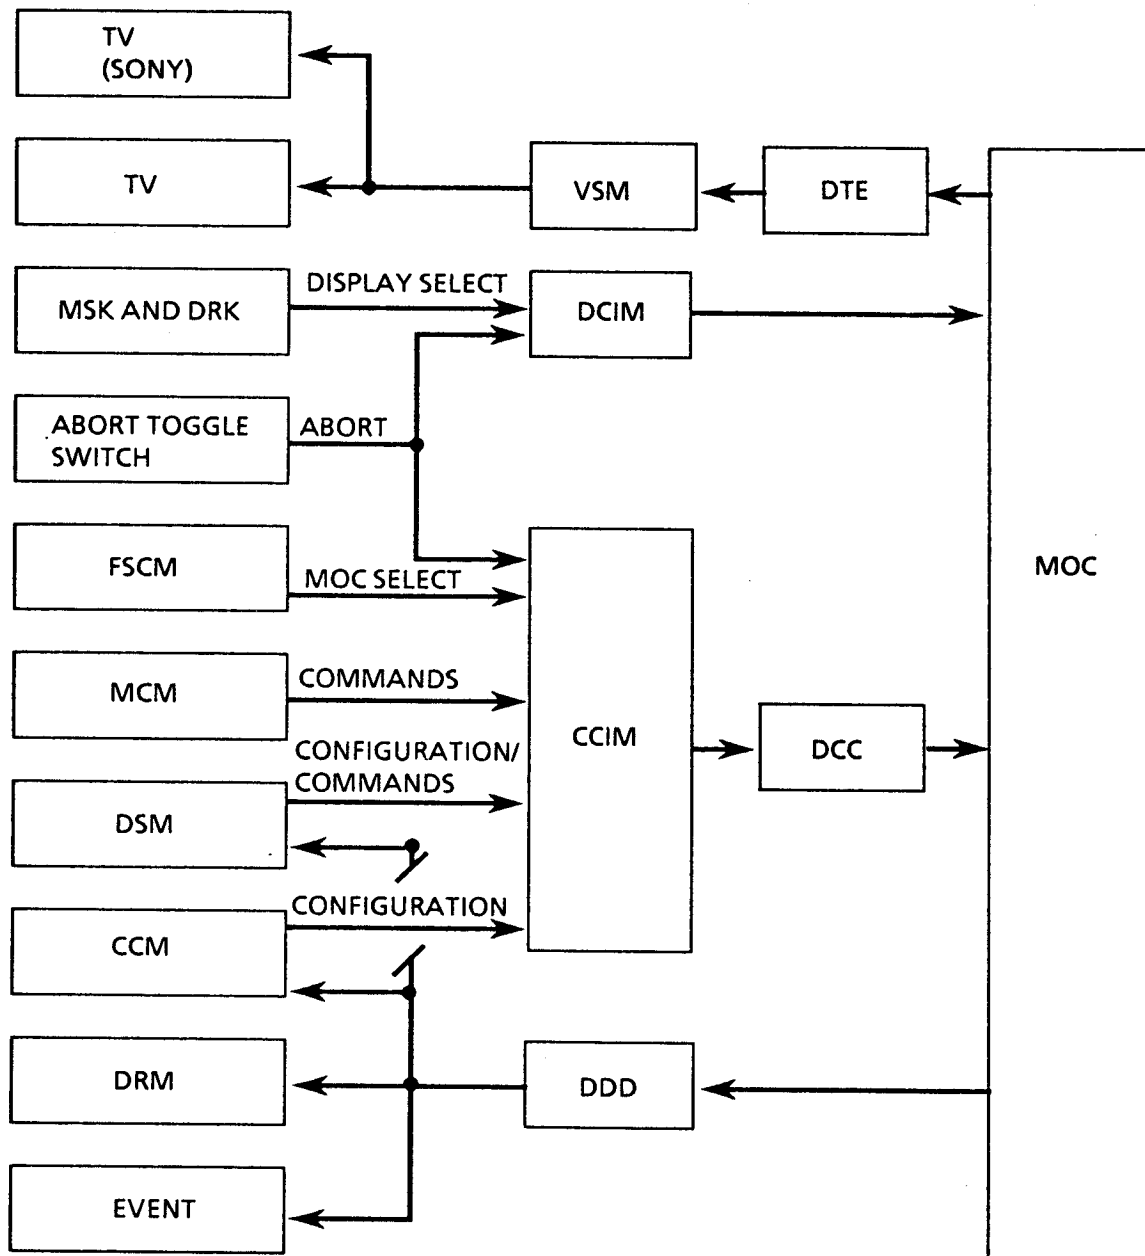 TV
(SONY)
TV
VSM
DTE
MSK AND DRK
DISPLAY SELECT
DCIM
ABORT TOGGLE
SWITCH
ABORT
FSCM
MOC SELECT
MOC
MCM
COMMANDS
CCIM
DCC
CONFIGURATION/
COMMANDS
DSM
CONFIGURATION
CCM
DRM
DDD
EVENT